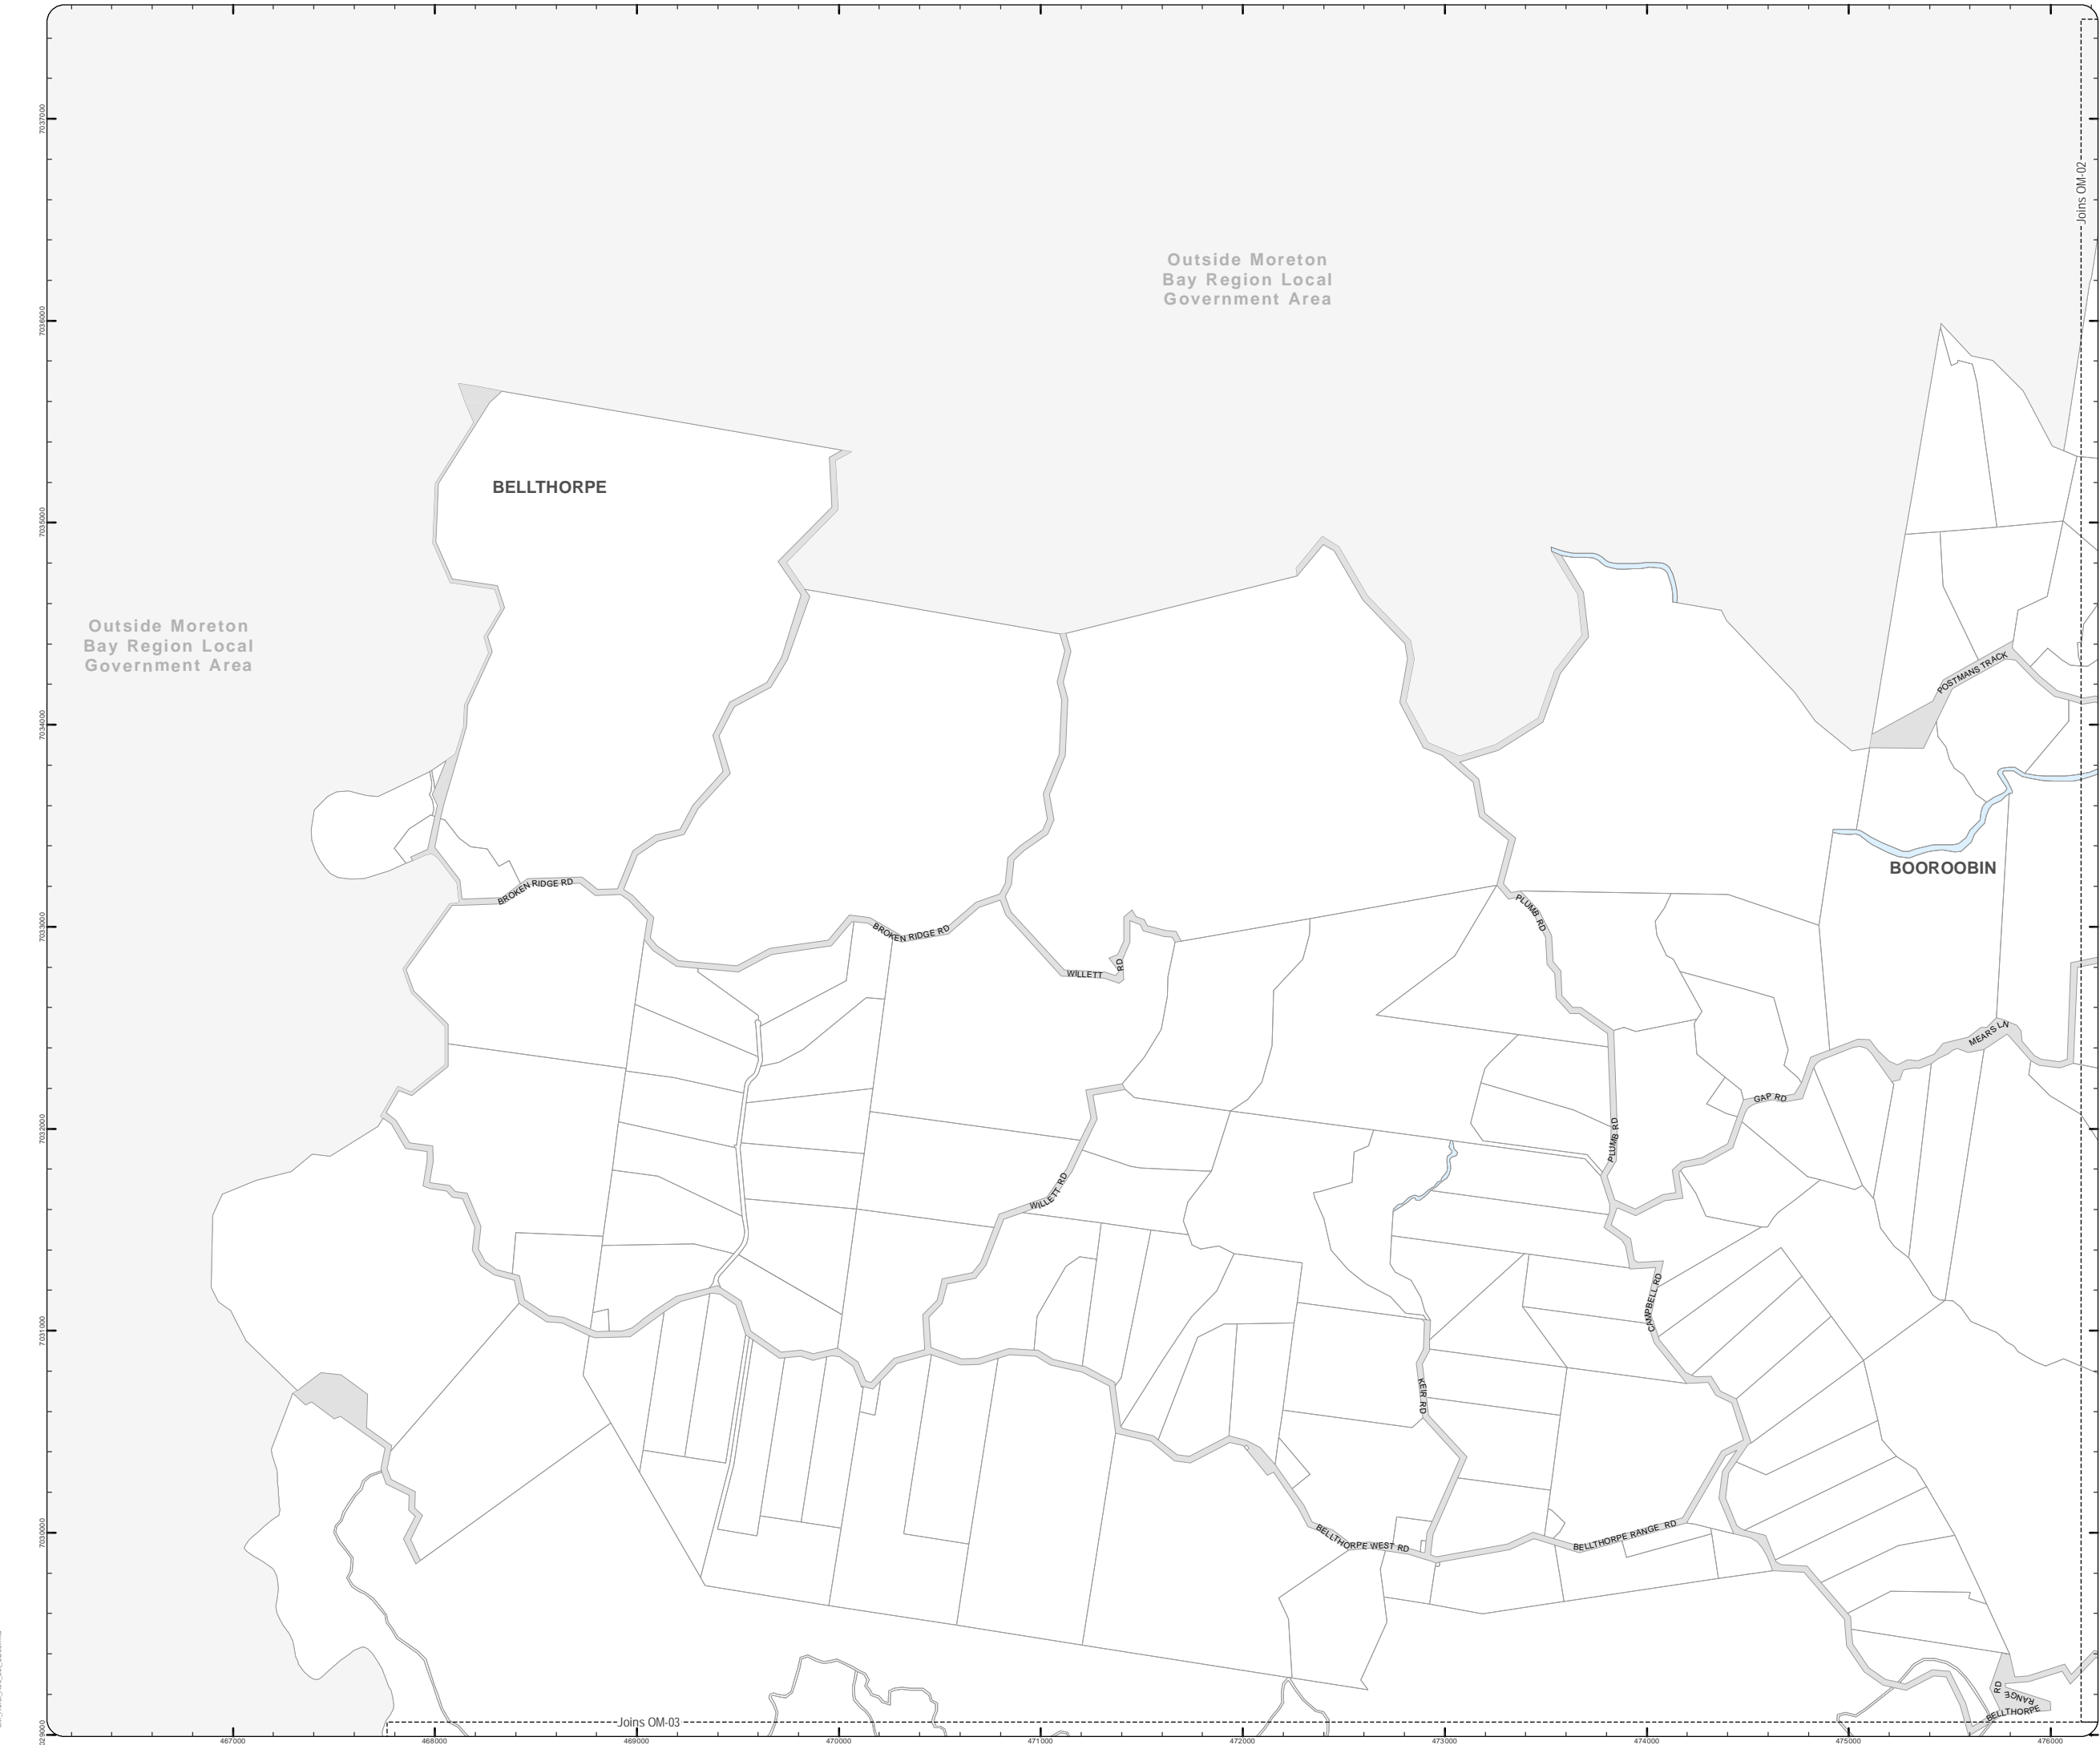 Joins OM-02
7037000
Outside Moreton
Bay Region Local
Government Area
7036000
BELLTHORPE
7035000
Outside Moreton
Bay Region Local
Government Area
POSTMANS TRACK
7034000
BOOROOBIN
BROKEN RIDGE RD
PLUMB RD
BROKEN RIDGE RD
7033000
WILLETT
RD
MEARS LN
GAP RD
7032000
PLUMB RD
WILLETT RD
CAMPBELL RD
7031000
KEIR RD
7030000
BELLTHORPE WEST RD
BELLTHORPE RANGE RD
RD
RANGE
BELLTHORPE
Joins OM-03
467000
468000
469000
470000
471000
472000
473000
474000
475000
476000